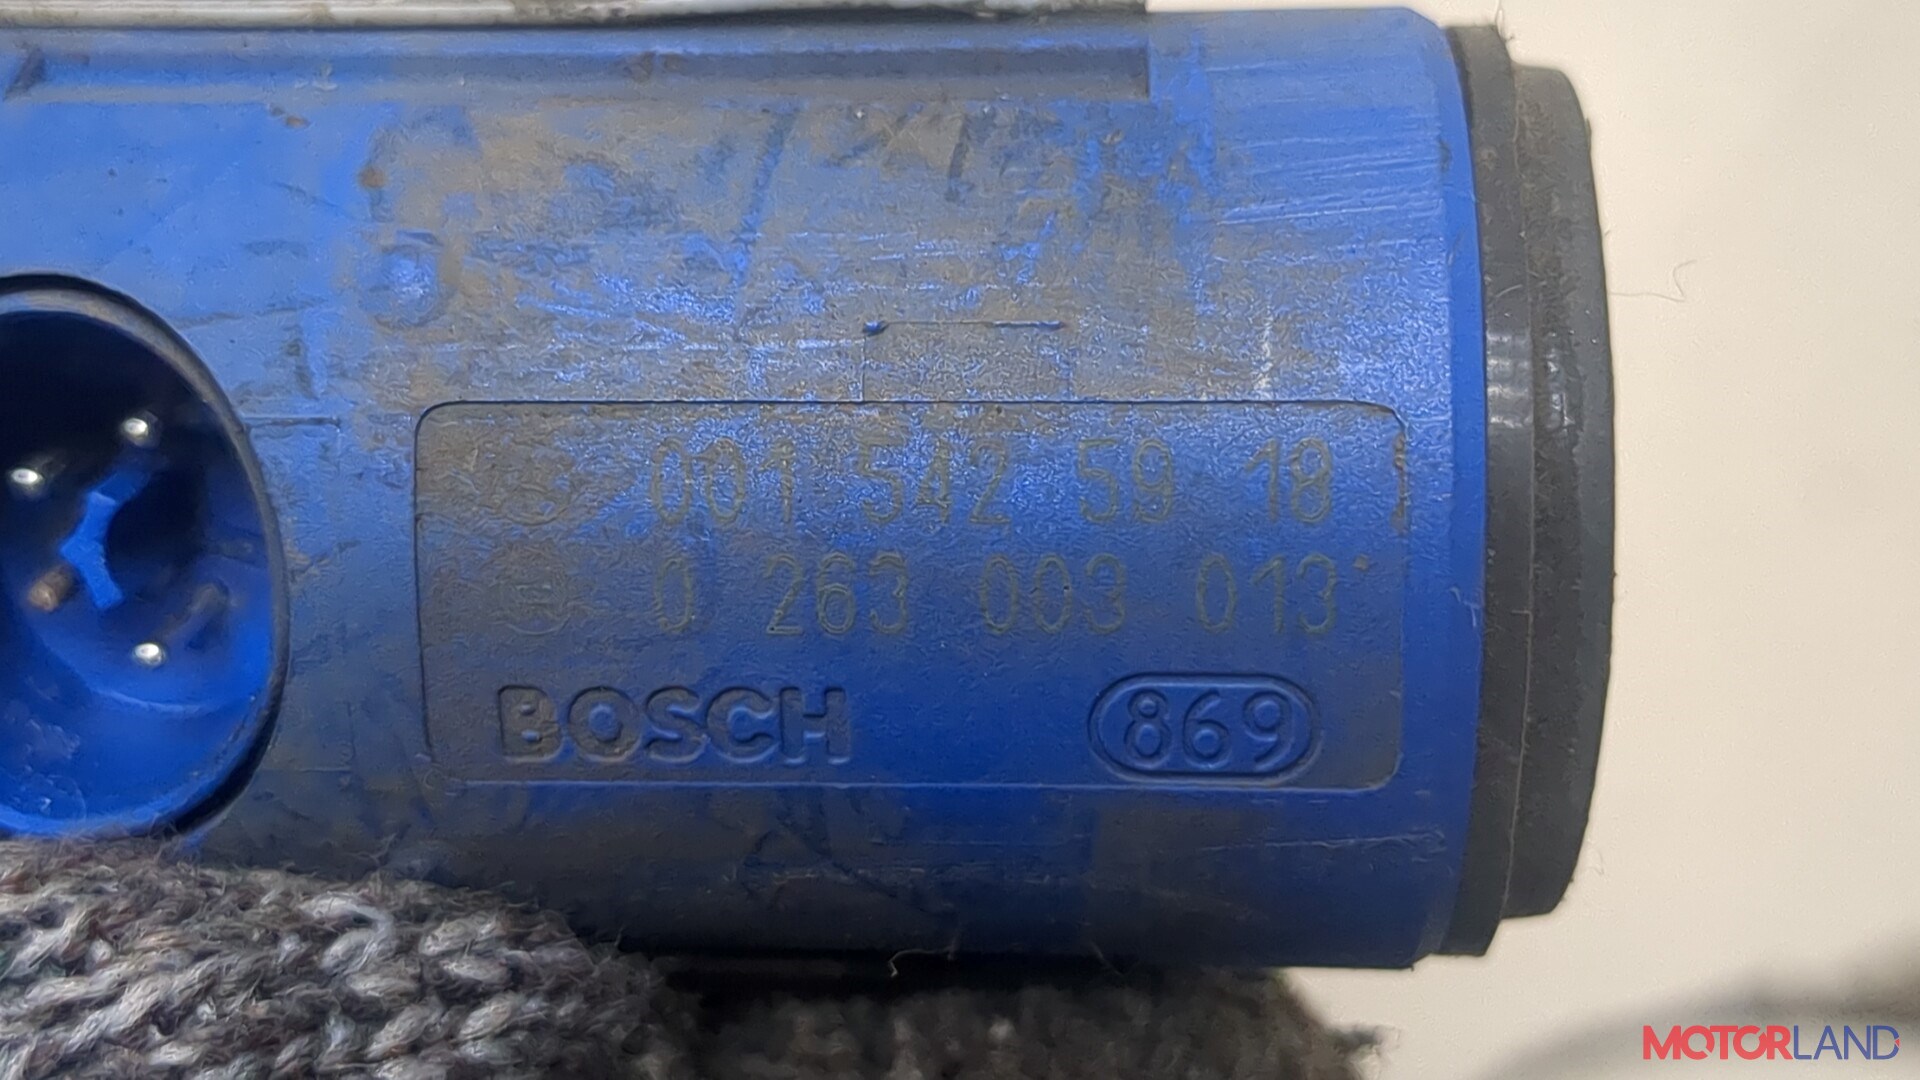 001 542 59 18
0 263 003 013
BOSCH 869
MOTORLAND